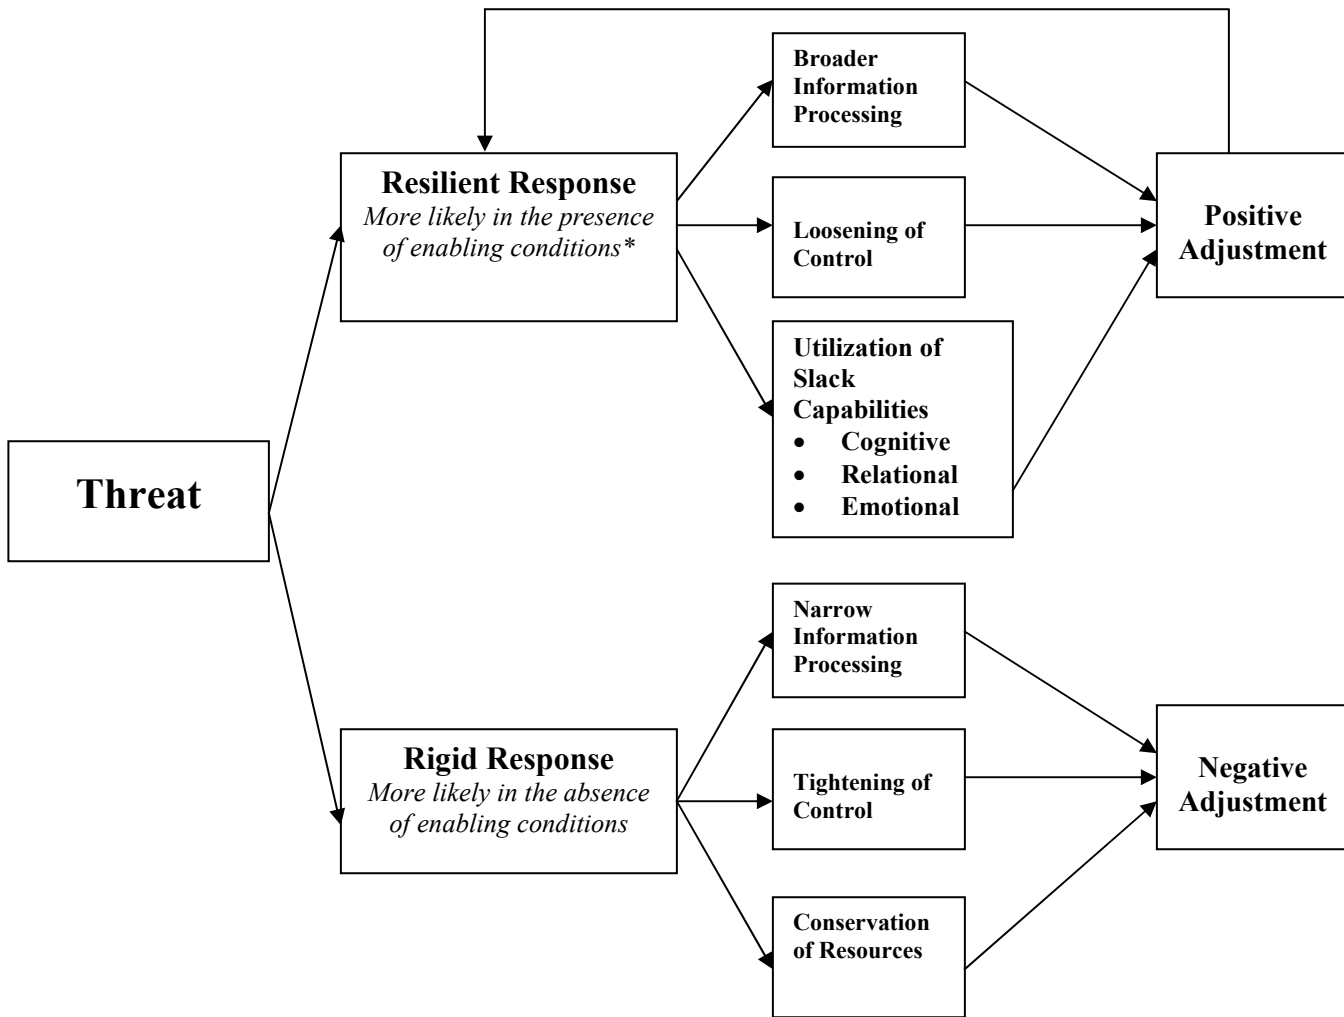 Broader
Information
Processing
Resilient Response
More likely in the presence
of enabling conditions*
Loosening of
Control
Positive
Adjustment
Utilization of
Slack
Capabilities
• Cognitive
• Relational
• Emotional
Threat
Narrow
Information
Processing
Rigid Response
More likely in the absence
of enabling conditions
Tightening of
Control
Negative
Adjustment
Conservation
of Resources